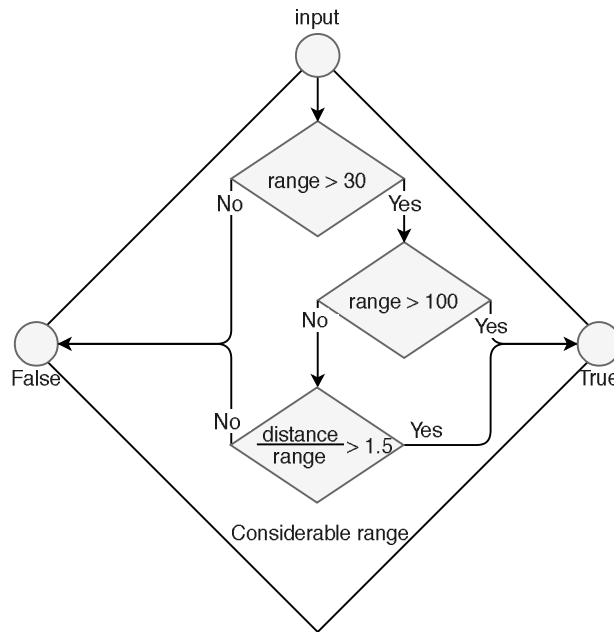 input
range > 30
No
Yes
range > 100
No
Yes
False
True
No
distance
range
> 1.5
Yes
Considerable range